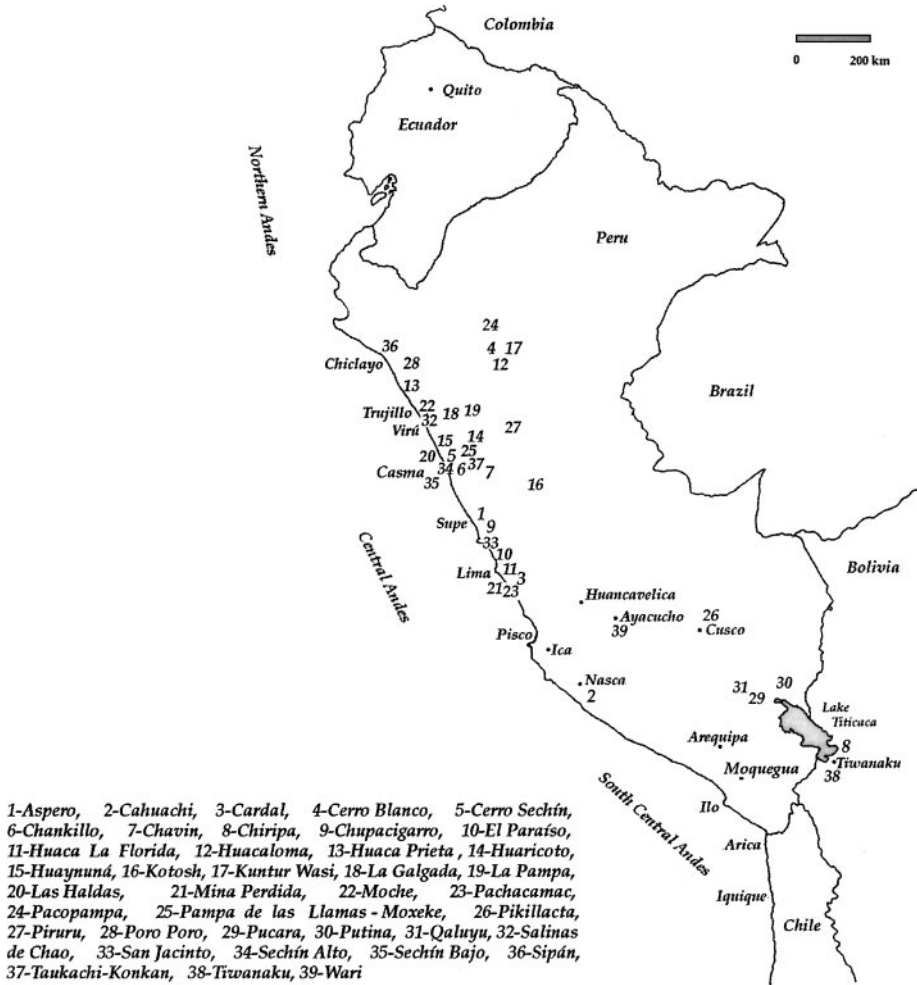 Colombia
0 200 km
Quito
Ecuador
Northern Andes
Peru
24
36
4 17
Chiclayo 28 12
13
Brazil
22
Trujillo 18 19
32
Virú 27
15 14
20 5 25
Casma 34 6 37 7
35 16
1
Supe 9
33
10
Central Andes
Bolivia
11
Lima 3
21 23
Huancavelica
Ayacucho 26
39 Cusco
Pisco
Ica
Nasca 31 30
2 29
Lake
Titicaca
Arequipa 8
Tiwanaku
Moquegua 38
South Central Andes
Ilo
Arica
Iquique
Chile
1-Aspero, 2-Cahuachi, 3-Cardal, 4-Cerro Blanco, 5-Cerro Sechín,
6-Chankillo, 7-Chavin, 8-Chiripa, 9-Chupacigarro, 10-El Paraíso,
11-Huaca La Florida, 12-Huacaloma, 13-Huaca Prieta , 14-Huaricoto,
15-Huaynuná, 16-Kotosh, 17-Kuntur Wasi, 18-La Galgada, 19-La Pampa,
20-Las Haldas, 21-Mina Perdida, 22-Moche, 23-Pachacamac,
24-Pacopampa, 25-Pampa de las Llamas - Moxeke, 26-Pikillacta,
27-Piruru, 28-Poro Poro, 29-Pucara, 30-Putina, 31-Qaluyu, 32-Salinas
de Chao, 33-San Jacinto, 34-Sechín Alto, 35-Sechín Bajo, 36-Sipán,
37-Taukachi-Konkan, 38-Tiwanaku, 39-Wari